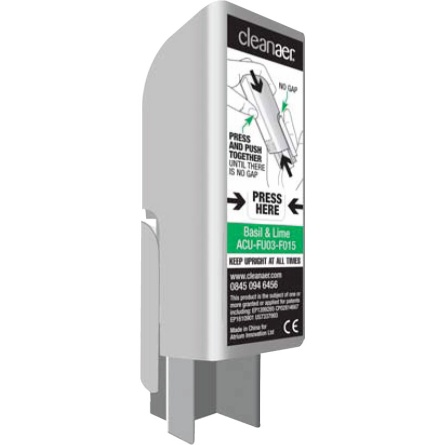 cleanaer.
NO GAP
PRESS
AND PUSH
TOGETHER
UNTIL THERE
IS NO GAP
PRESS
HERE
Basil & Lime
ACU-FU03-F015
KEEP UPRIGHT AT ALL TIMES
www.cleanaer.com
0845 094 6456
This product is the subject of one or
more granted or applied for patents
Made in China for
Atrium Innovation Ltd
CE